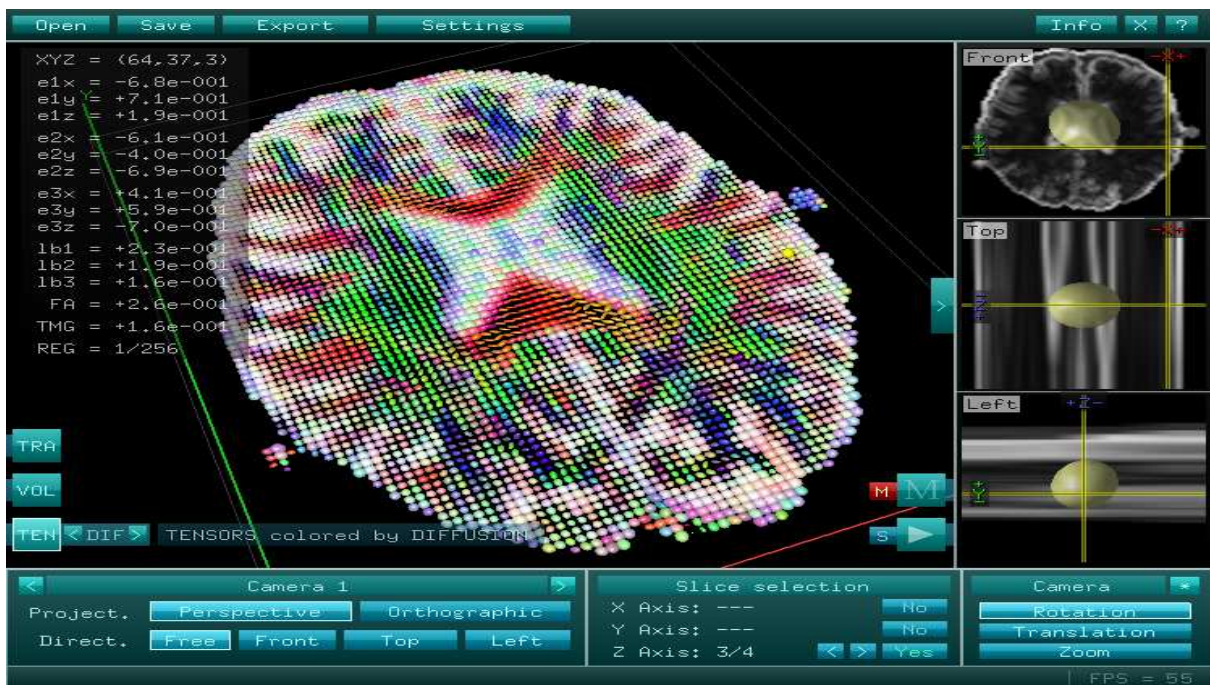 Open Save Export Settings Info X ?
XYZ = (64,37,3)
e1x = -6.8e-001
e1y = +7.1e-001
e1z = +1.9e-001
e2x = -6.1e-001
e2y = -4.0e-001
e2z = -6.9e-001
e3x = +4.1e-001
e3y = +5.9e-001
e3z = -7.0e-001
lb1 = +2.3e-001
lb2 = +1.9e-001
lb3 = +1.6e-001
FA = +2.6e-001
TMG = +1.6e-001
REG = 1/256
Y
Front
-X+
Top
-X+
>
Left
+Z-
+Y-
TRA
VOL
M M
TEN < DIF > TENSORS colored by DIFFUSION
S
< Camera 1 >
Project. Perspective Orthographic
Direct. Free Front Top Left
Slice selection
X Axis: --- No
Y Axis: --- No
Z Axis: 3/4 < > Yes
Camera *
Rotation
Translation
Zoom
FPS = 55